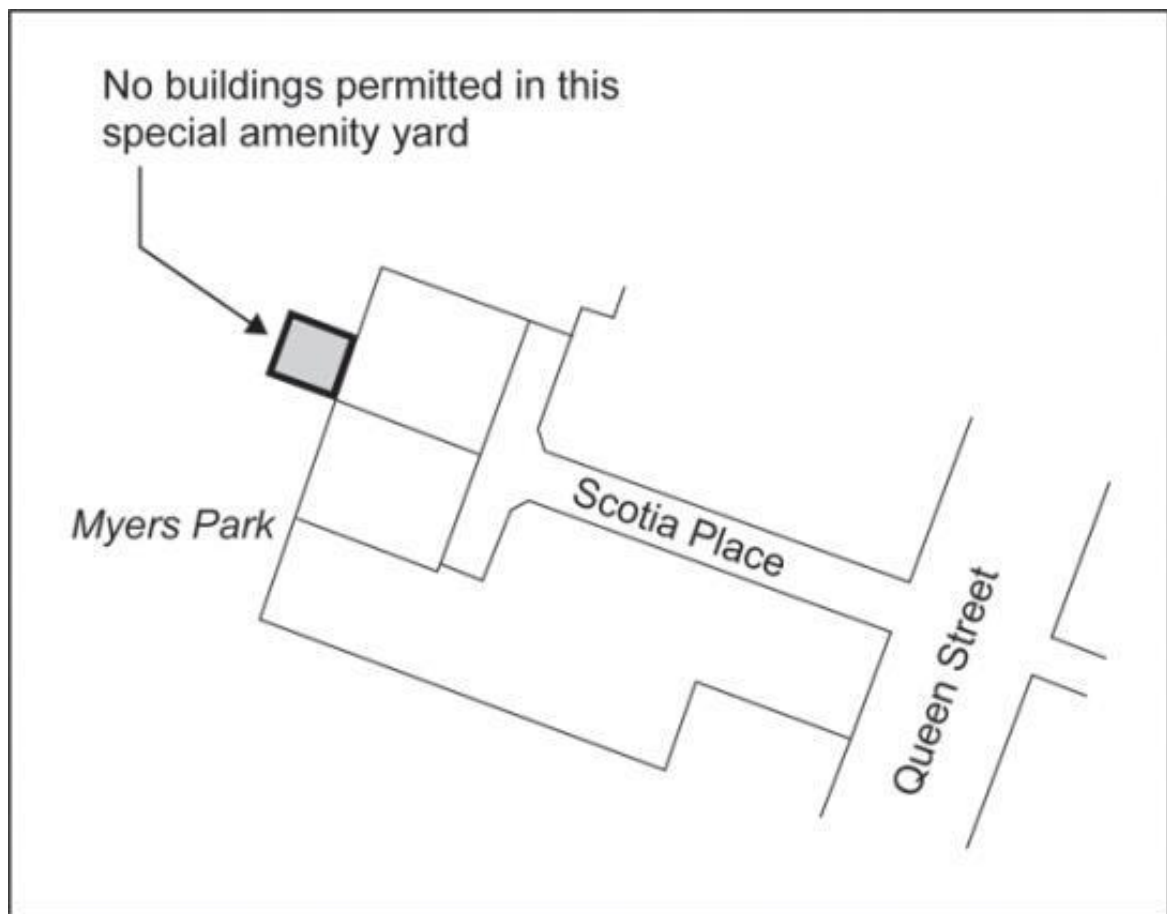 No buildings permitted in this
special amenity yard
Scotia Place
Myers Park
Queen Street